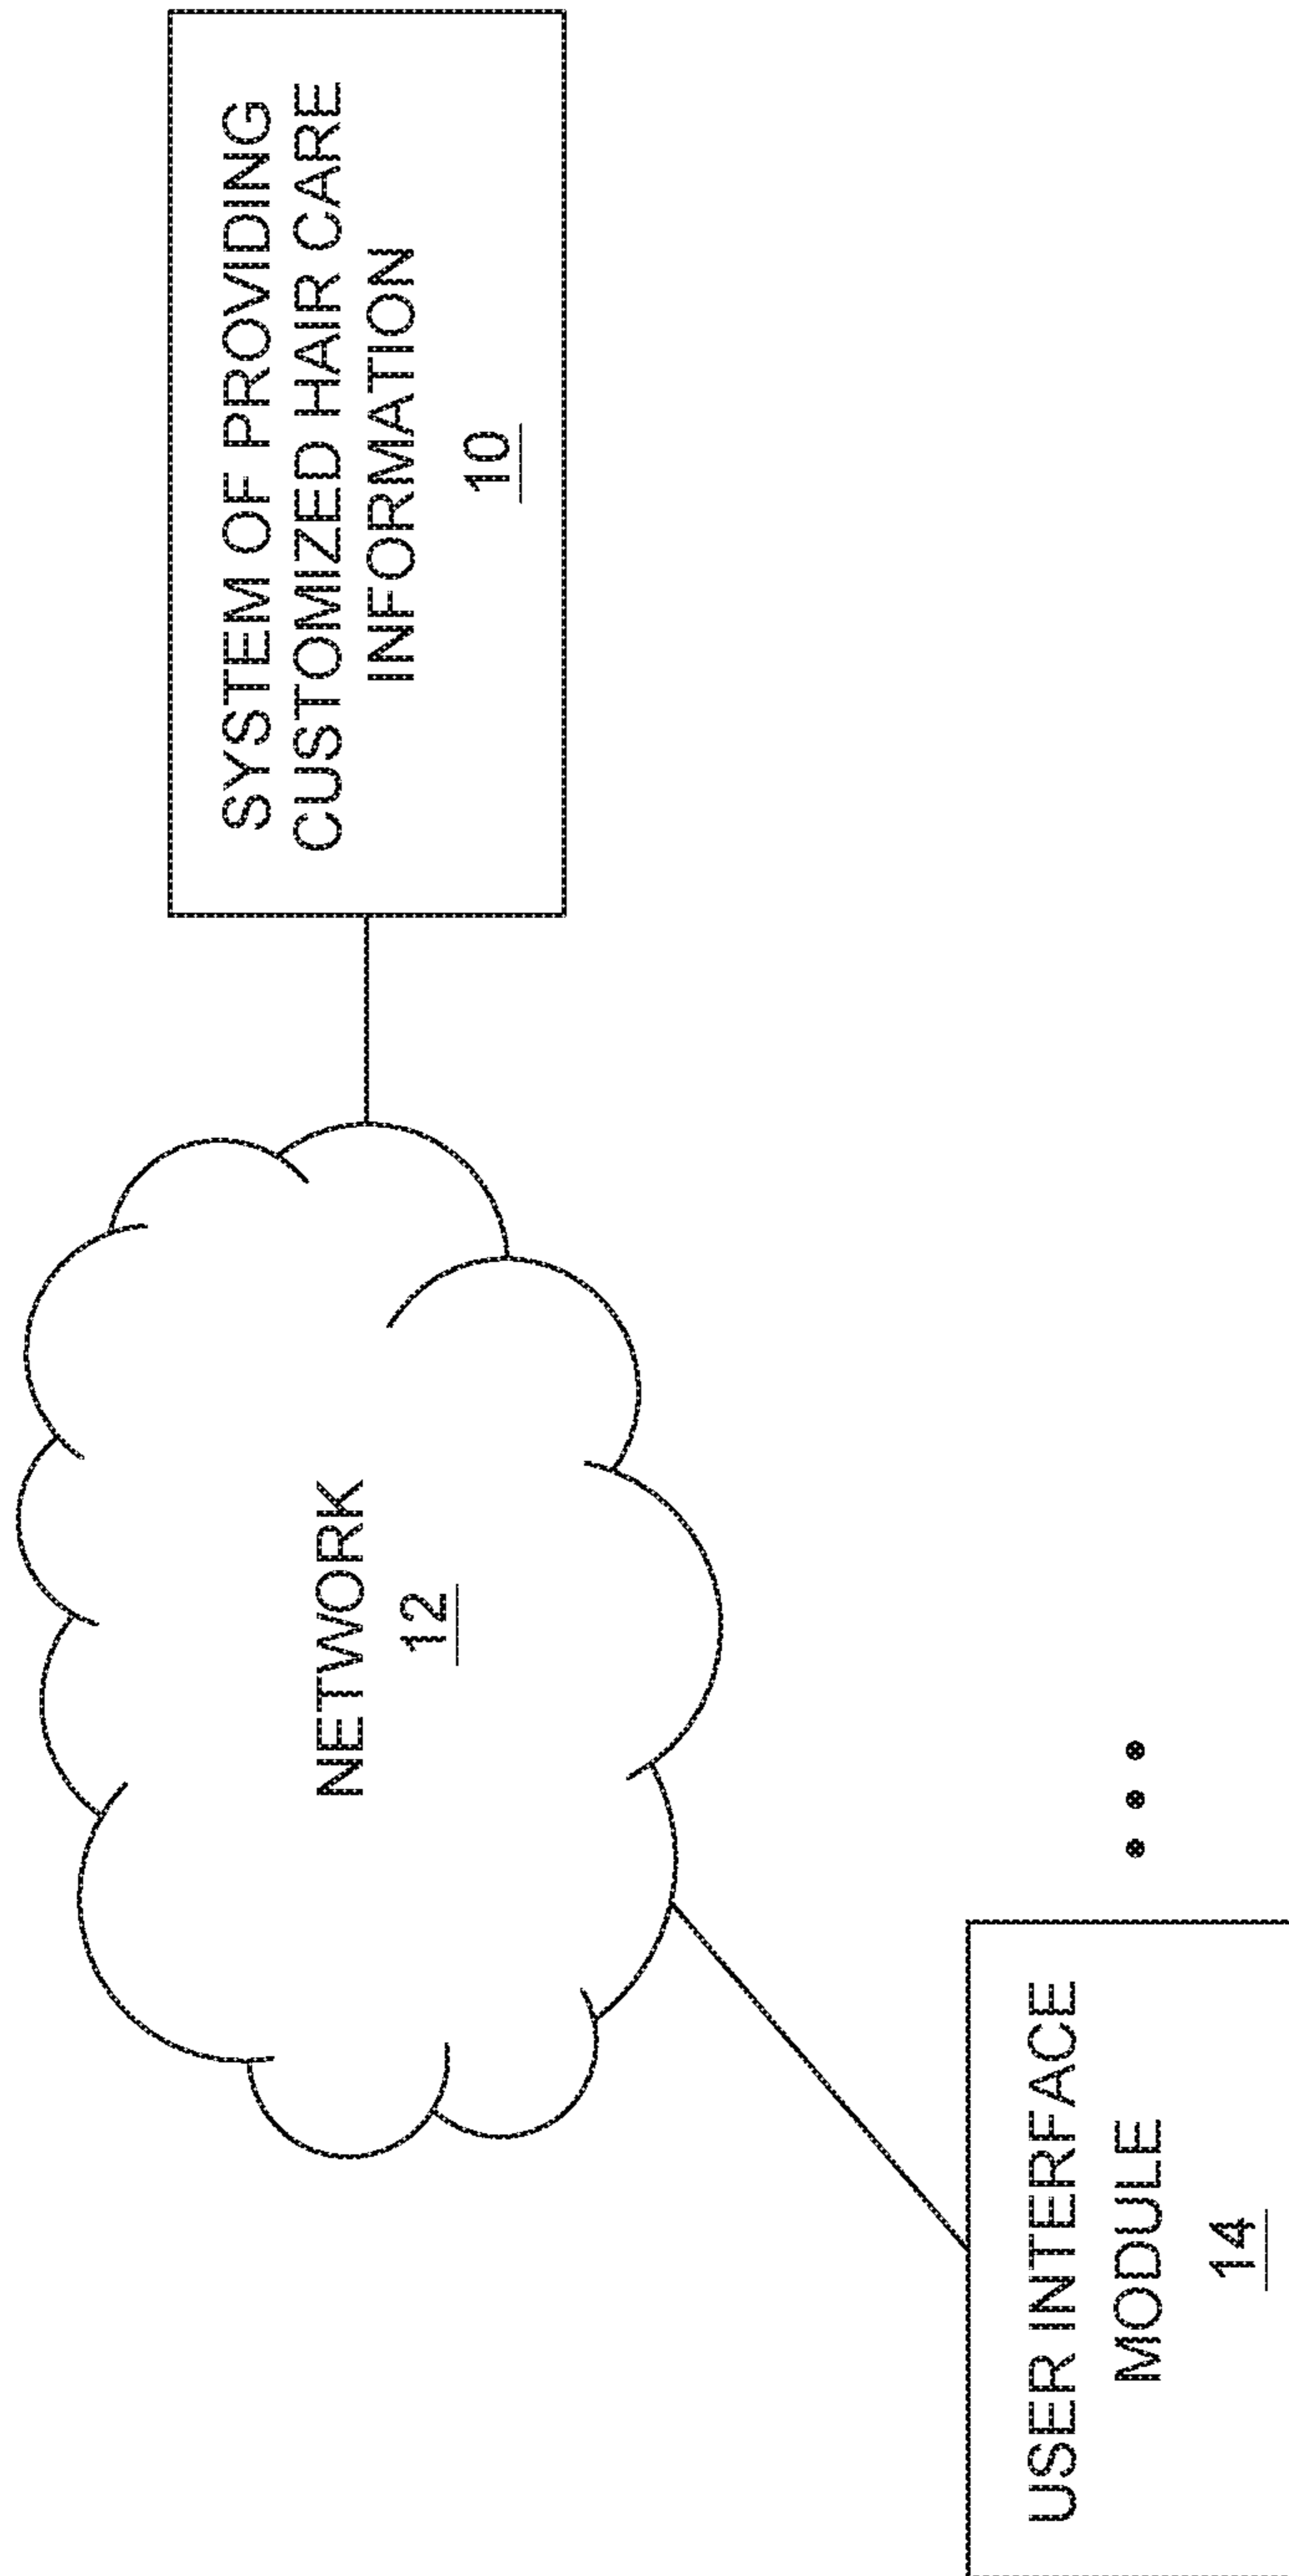 SYSTEM OF PROVIDING
CUSTOMIZED HAIR CARE
INFORMATION
10
NETWORK
12
USER INTERFACE
MODULE
14